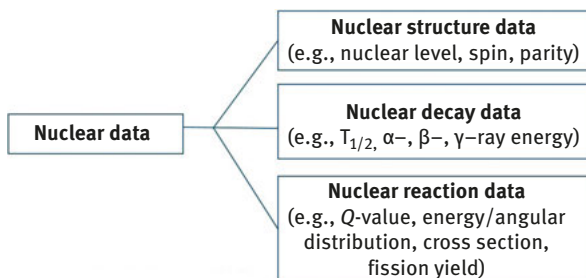 Nuclear structure data
(e.g., nuclear level, spin, parity)
Nuclear data
Nuclear decay data
(e.g., T1/2, α–, β–, γ–ray energy)
Nuclear reaction data
(e.g., Q-value, energy/angular
distribution, cross section,
fission yield)